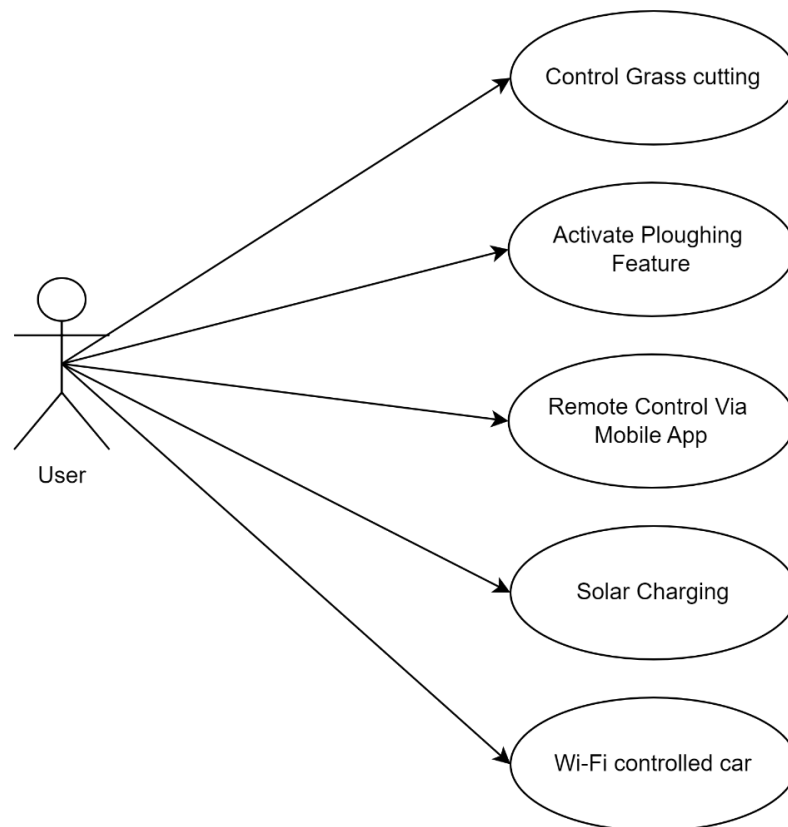 Control Grass cutting
Activate Ploughing
Feature
Remote Control Via
Mobile App
User
Solar Charging
Wi-Fi controlled car